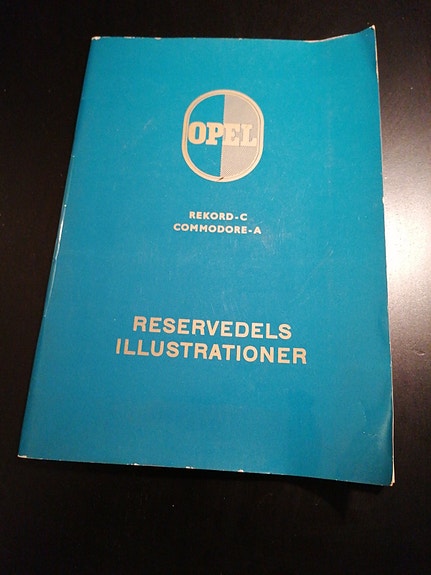 OPEL
REKORD-C
COMMODORE-A
RESERVEDELS
ILLUSTRATIONER